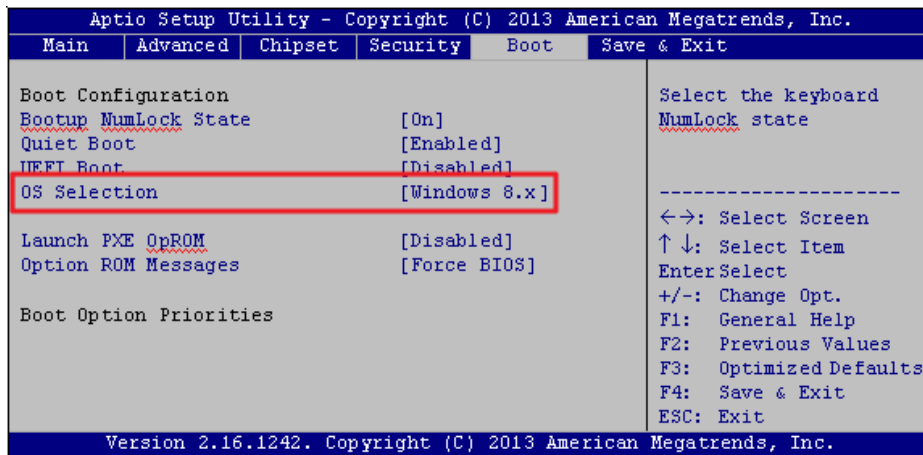 Aptio Setup Utility - Copyright (C) 2013 American Megatrends, Inc.
Main Advanced Chipset Security Boot Save & Exit
Boot Configuration
Bootup NumLock State [On]
Quiet Boot [Enabled]
UEFI Boot [Disabled]
OS Selection [Windows 8.x]
Launch PXE OpROM [Disabled]
Option ROM Messages [Force BIOS]
Boot Option Priorities
Select the keyboard
NumLock state
---------------------
←→: Select Screen
↑ ↓: Select Item
EnterSelect
+/-: Change Opt.
F1: General Help
F2: Previous Values
F3: Optimized Defaults
F4: Save & Exit
ESC: Exit
Version 2.16.1242. Copyright (C) 2013 American Megatrends, Inc.